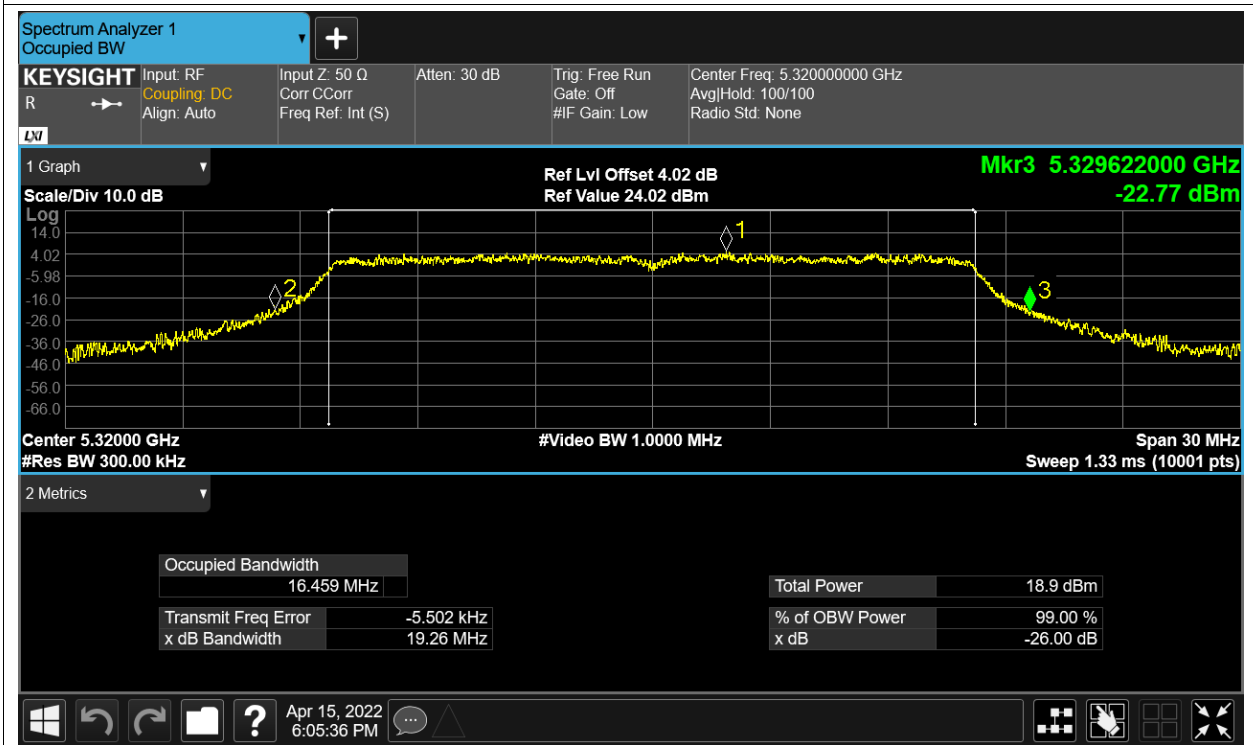 Spectrum Analyzer 1
Occupied BW
KEYSIGHT
R
LXI
Input: RF
Coupling: DC
Align: Auto
Input Z: 50 Ω
Corr CCorr
Freq Ref: Int (S)
Atten: 30 dB
Trig: Free Run
Gate: Off
#IF Gain: Low
Center Freq: 5.320000000 GHz
Avg|Hold: 100/100
Radio Std: None
1 Graph
Scale/Div 10.0 dB
Ref Lvl Offset 4.02 dB
Ref Value 24.02 dBm
Mkr3 5.329622000 GHz
-22.77 dBm
Log
14.0
4.02
-5.98
-16.0
-26.0
-36.0
-46.0
-56.0
-66.0
1
2
3
Center 5.32000 GHz
#Video BW 1.0000 MHz
Span 30 MHz
#Res BW 300.00 kHz
Sweep 1.33 ms (10001 pts)
2 Metrics
Occupied Bandwidth
16.459 MHz
Total Power 18.9 dBm
Transmit Freq Error -5.502 kHz
% of OBW Power 99.00 %
x dB Bandwidth 19.26 MHz
x dB -26.00 dB
?
Apr 15, 2022
6:05:36 PM